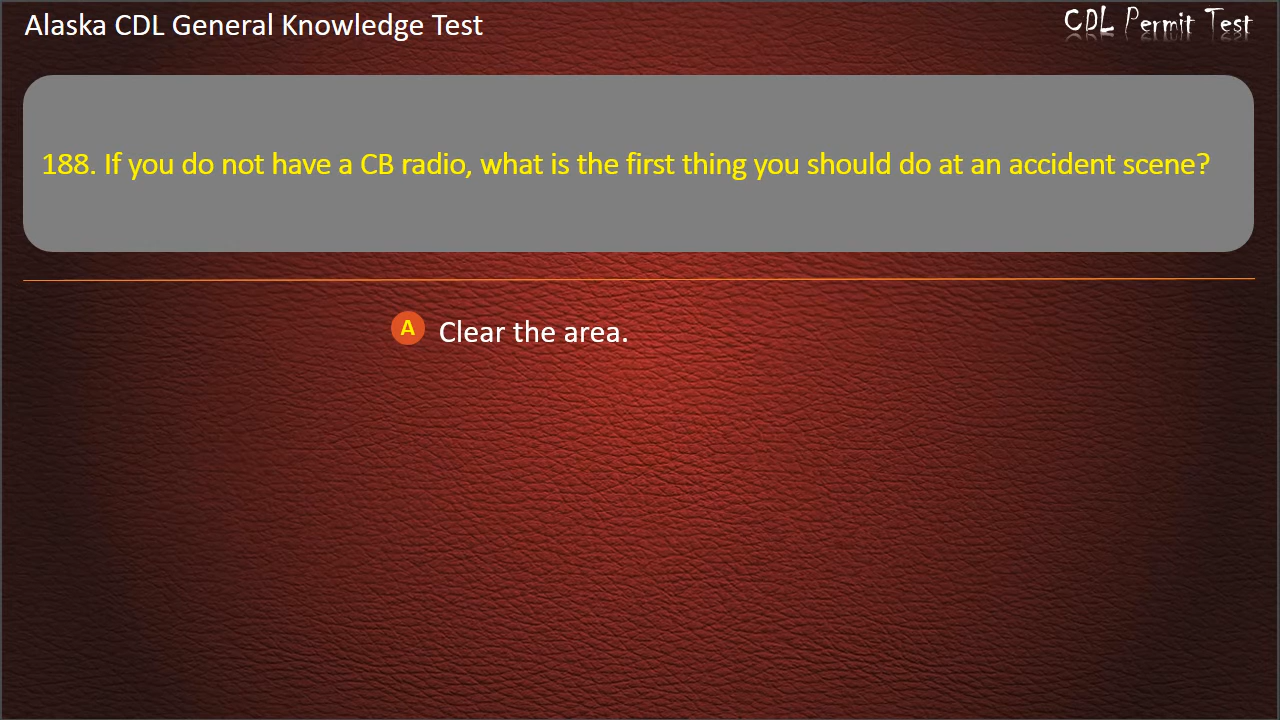 Alaska CDL General Knowledge Test
CDL Permit Test
188. If you do not have a CB radio, what is the first thing you should do at an accident scene?
A Clear the area.